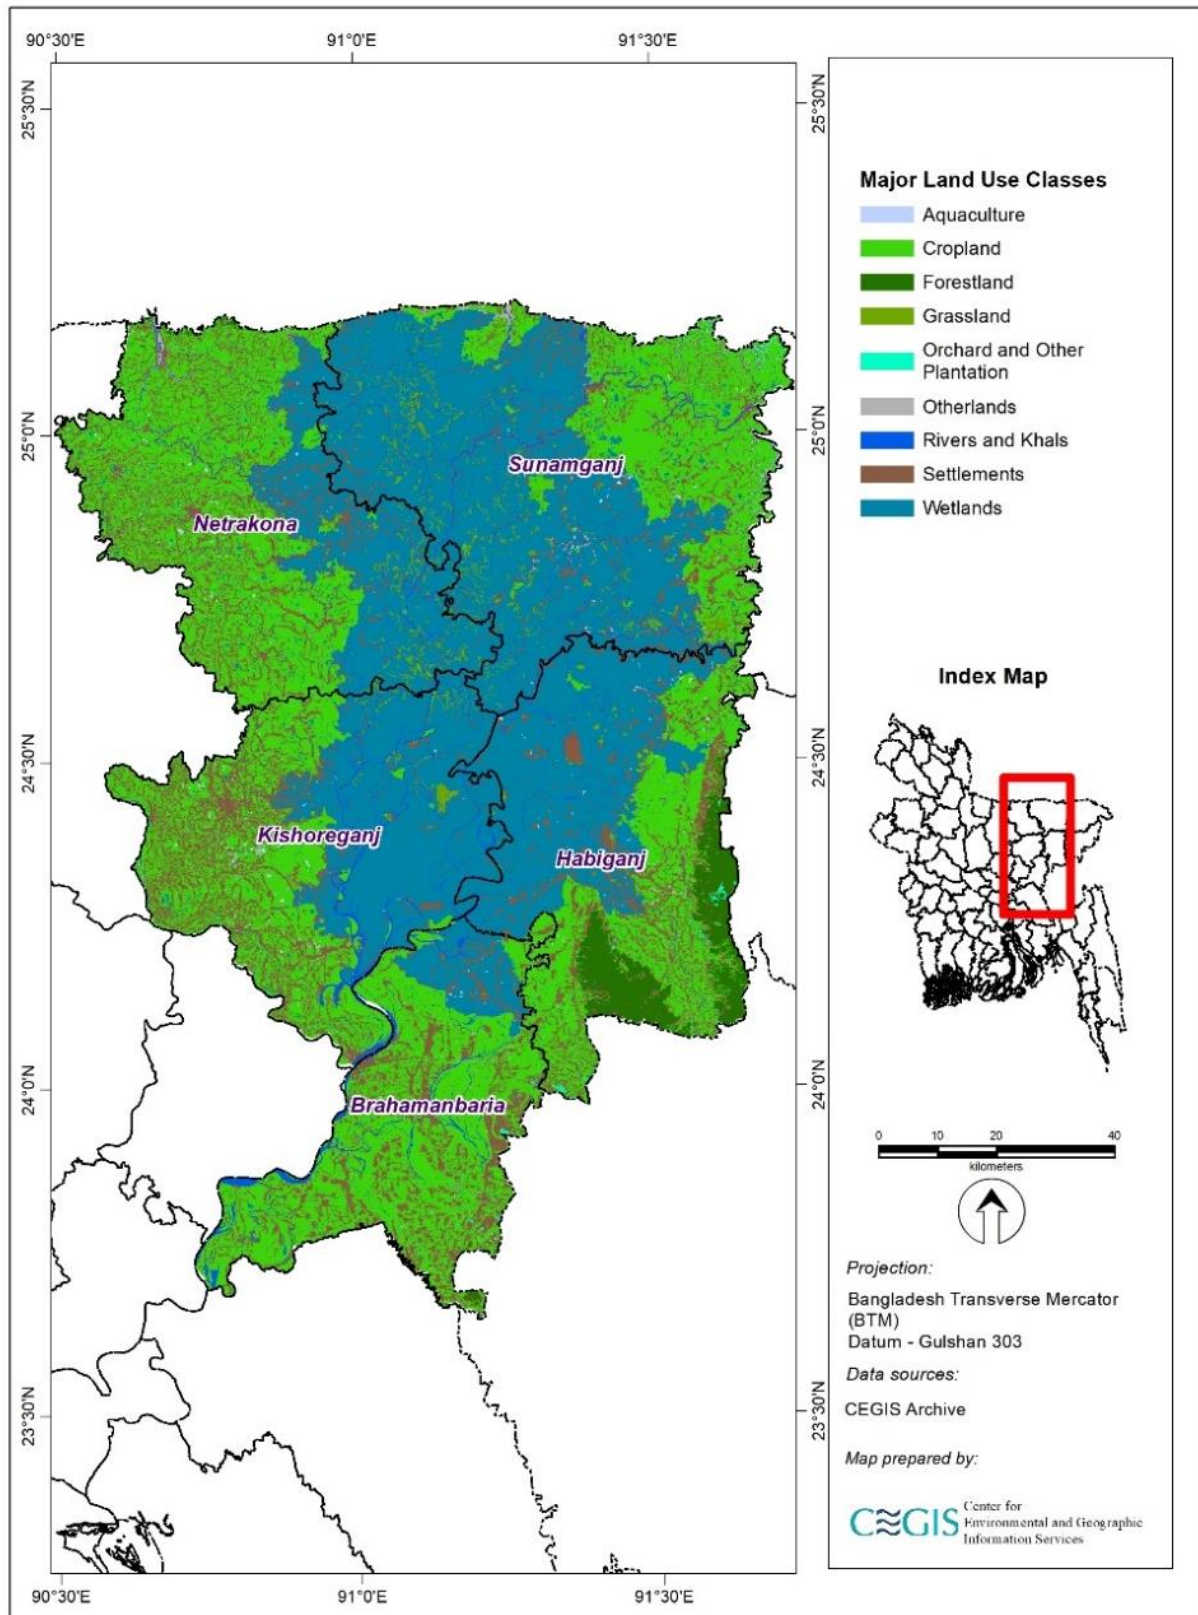 90°30'E 91°0'E 91°30'E
25°30'N
25°0'N
24°30'N
24°0'N
23°30'N
25°30'N
25°0'N
24°30'N
24°0'N
23°30'N
90°30'E 91°0'E 91°30'E
Sunamganj
Netrakona
Kishoreganj
Habiganj
Brahamanbaria
Major Land Use Classes
Aquaculture
Cropland
Forestland
Grassland
Orchard and Other
Plantation
Otherlands
Rivers and Khals
Settlements
Wetlands
Index Map
0 10 20 40
kilometers
Projection:
Bangladesh Transverse Mercator
(BTM)
Datum - Gulshan 303
Data sources:
CEGIS Archive
Map prepared by:
CEGIS
Center for
Environmental and Geographic
Information Services